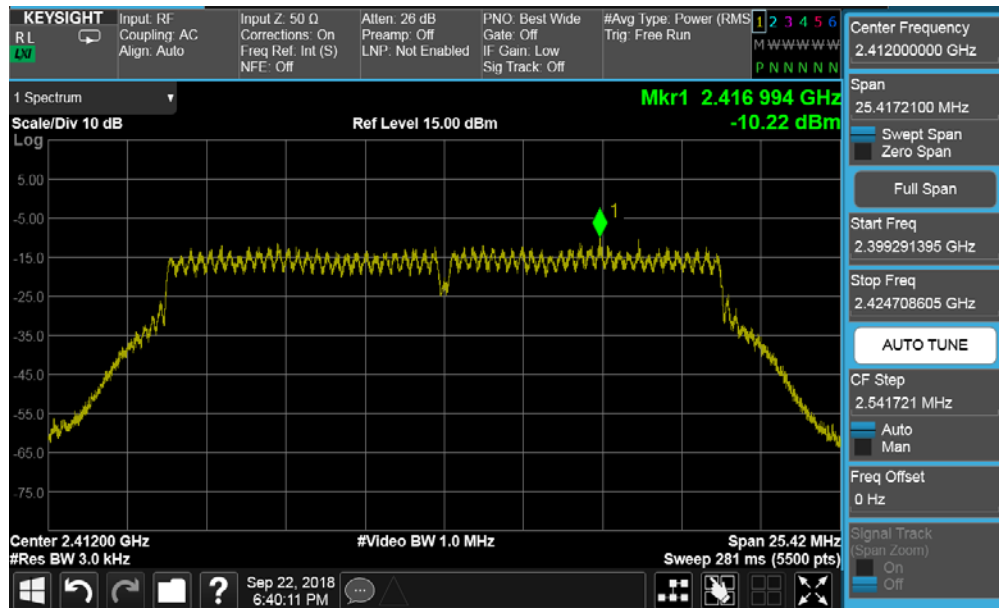 KEYSIGHT
R L
LXI
Input: RF
Coupling: AC
Align: Auto
Input Z: 50 Ω
Corrections: On
Freq Ref: Int (S)
NFE: Off
Atten: 26 dB
Preamp: Off
LNP: Not Enabled
PNO: Best Wide
Gate: Off
IF Gain: Low
Sig Track: Off
#Avg Type: Power (RMS
Trig: Free Run
1 2 3 4 5 6
M W W W W W
P N N N N N
1 Spectrum
Scale/Div 10 dB
Ref Level 15.00 dBm
Mkr1 2.416 994 GHz
-10.22 dBm
Log
5.00
-5.00
-15.0
-25.0
-35.0
-45.0
-55.0
-65.0
-75.0
1
Center 2.41200 GHz
#Video BW 1.0 MHz
Span 25.42 MHz
#Res BW 3.0 kHz
Sweep 281 ms (5500 pts)
?
Sep 22, 2018
6:40:11 PM
Center Frequency
2.412000000 GHz
Span
25.4172100 MHz
Swept Span
Zero Span
Full Span
Start Freq
2.399291395 GHz
Stop Freq
2.424708605 GHz
AUTO TUNE
CF Step
2.541721 MHz
Auto
Man
Freq Offset
0 Hz
Signal Track
(Span Zoom)
On
Off